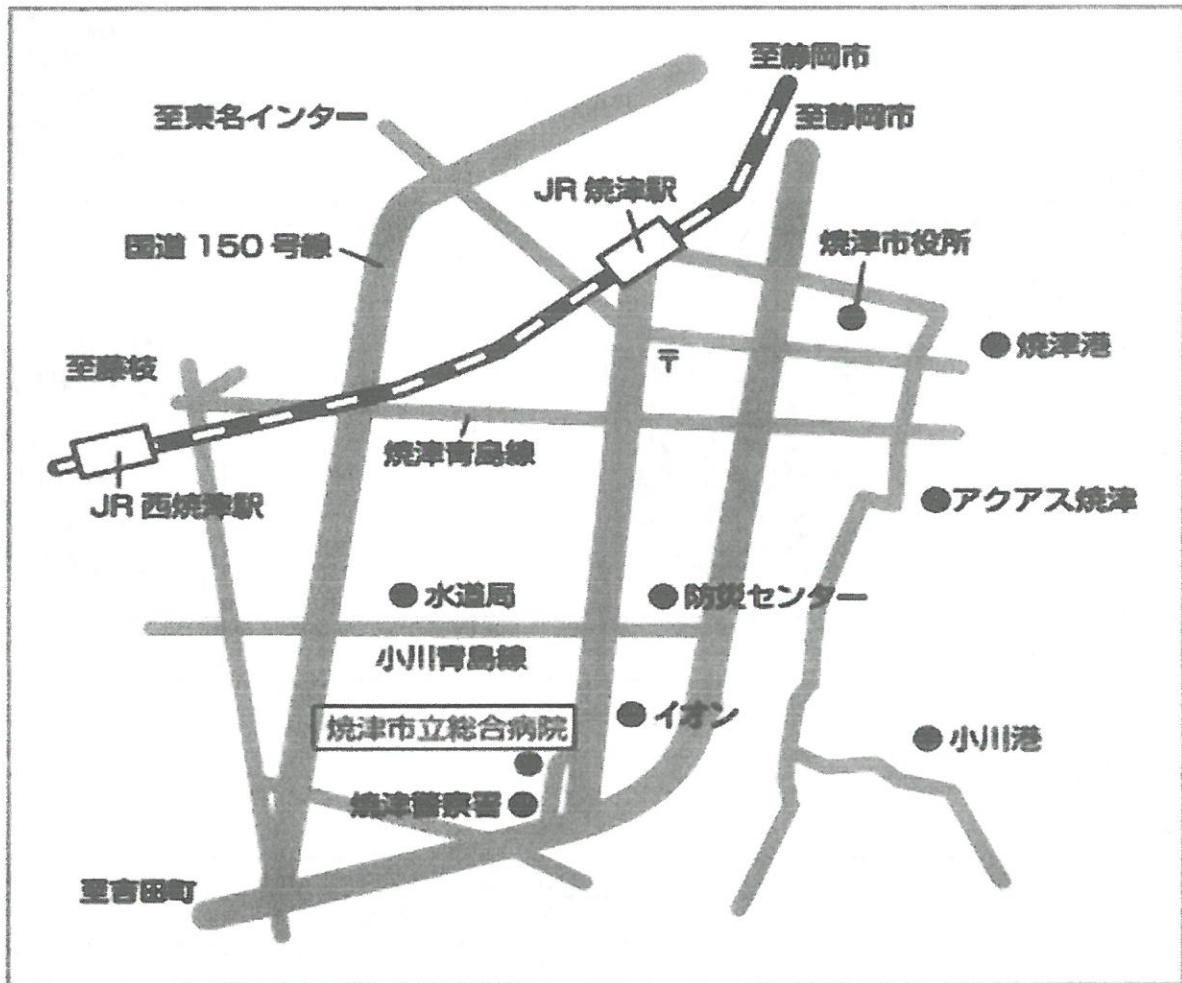 至静岡市
至東名インター
至静岡市
JR 焼津駅
国道 150 号線
焼津市役所
焼津港
至藤枝
〒
焼津青島線
JR 西焼津駅
アクアス焼津
水道局
防災センター
小川青島線
焼津市立総合病院
イオン
小川港
焼津警察署
至吉田町